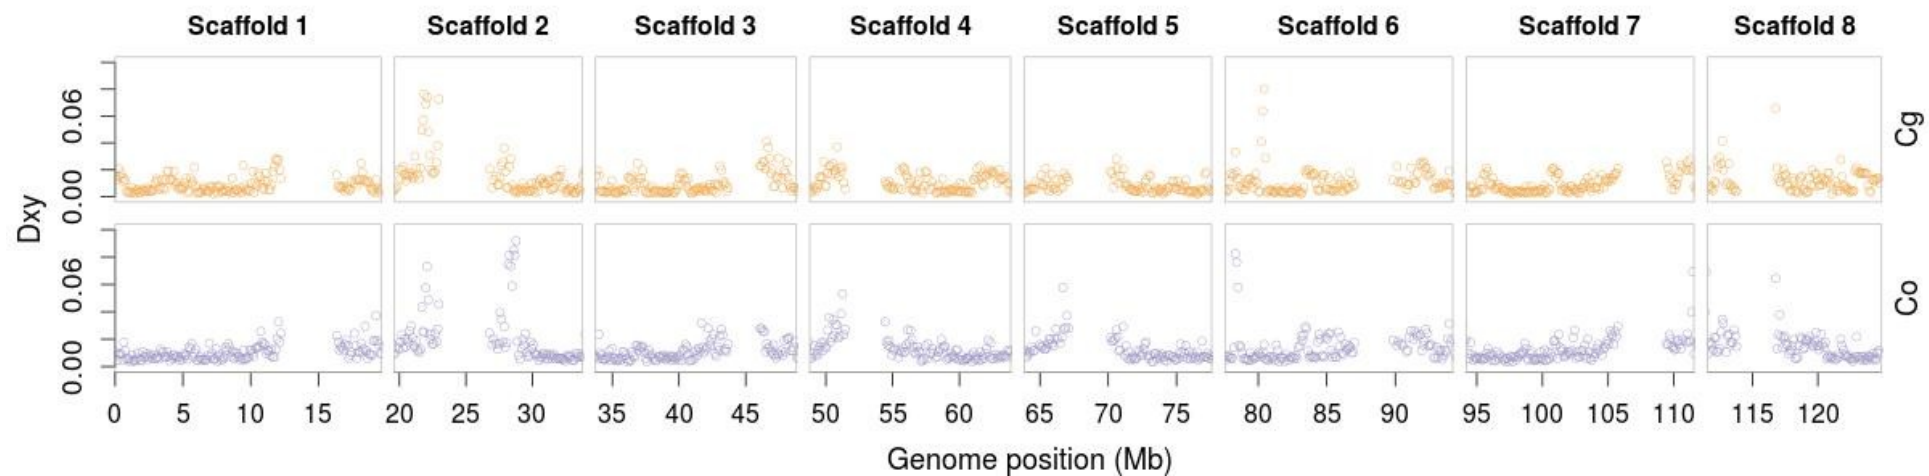 Scaffold 1 Scaffold 2 Scaffold 3 Scaffold 4 Scaffold 5 Scaffold 6 Scaffold 7 Scaffold 8
0.06
0.00
Cg
Dxy
0.06
0.00
Co
0 5 10 15 20 25 30 35 40 45 50 55 60 65 70 75 80 85 90 95 100 105 110 115 120
Genome position (Mb)